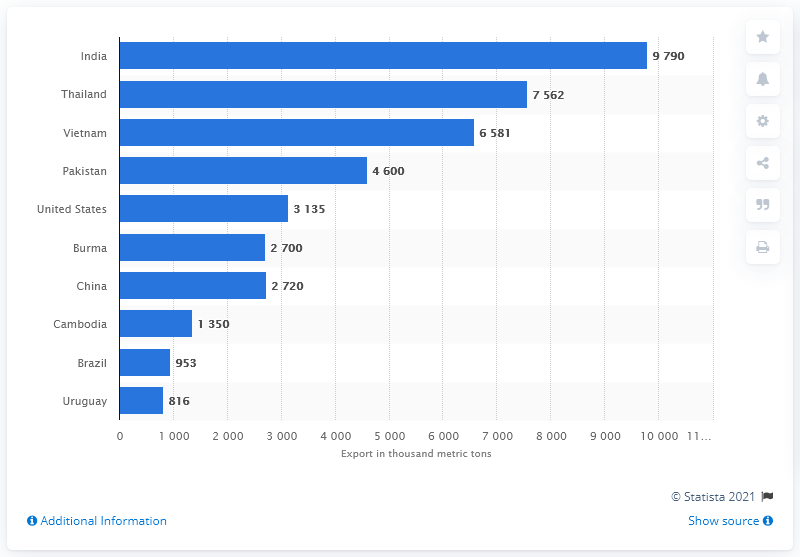 India 9 790
Thailand 7 562
Vietnam 6 581
Pakistan 4 600
United States 3 135
Burma 2 700
China 2 720
Cambodia 1 350
Brazil 953
Uruguay 816
0 1 000 2 000 3 000 4 000 5 000 6 000 7 000 8 000 9 000 10 000 11...
Export in thousand metric tons
© Statista 2021
Additional Information Show source